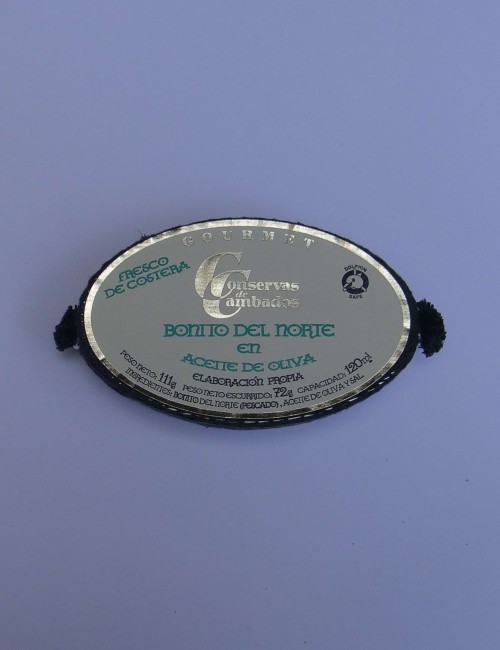 GOURMET
FRESCO
DE COSTERA
Conservas
de
Cambados
DOLPHIN
SAFE
BONITO DEL NORTE
EN
ACEITE DE OLIVA
ELABORACIÓN PROPIA
PESO NETO: 111g PESO NETO ESCURRIDO: 72g CAPACIDAD: 120ml
INGREDIENTES: BONITO DEL NORTE (PESCADO), ACEITE DE OLIVA Y SAL